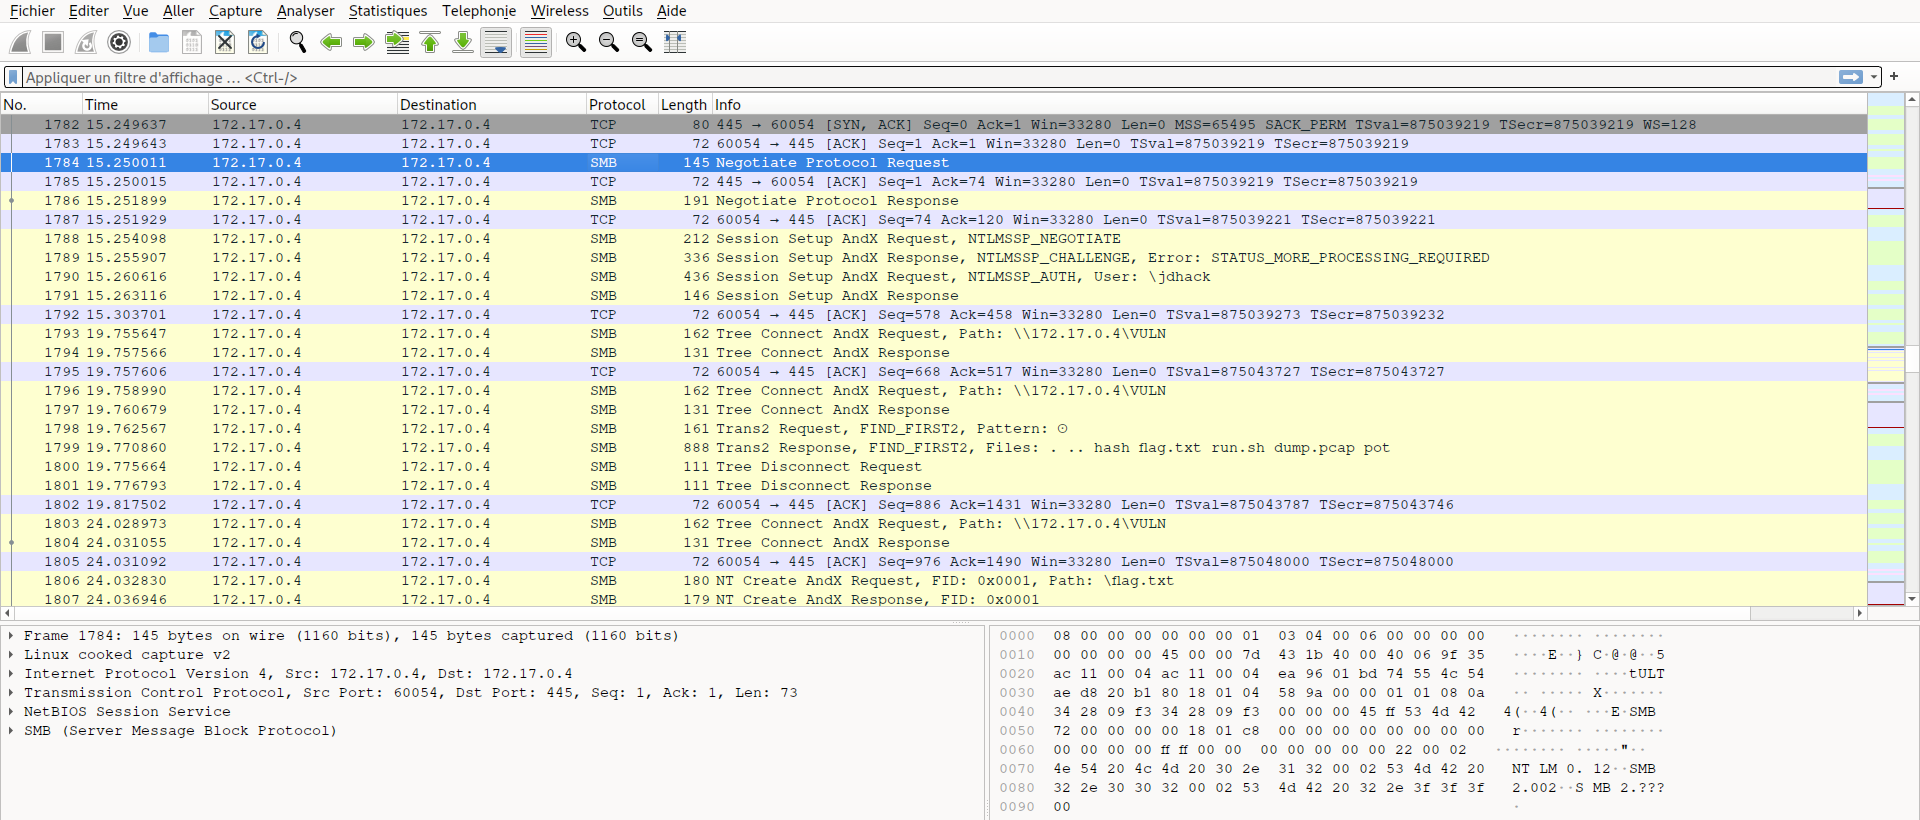 Fichier Editer Vue Aller Capture Analyser Statistiques Telephonie Wireless Outils Aide
Appliquer un filtre d'affichage … <Ctrl-/>
No. Time Source Destination Protocol Length Info
1782 15.249637 172.17.0.4 172.17.0.4 TCP 80 445 → 60054 [SYN, ACK] Seq=0 Ack=1 Win=33280 Len=0 MSS=65495 SACK_PERM TSval=875039219 TSecr=875039219 WS=128
1783 15.249643 172.17.0.4 172.17.0.4 TCP 72 60054 → 445 [ACK] Seq=1 Ack=1 Win=33280 Len=0 TSval=875039219 TSecr=875039219
1784 15.250011 172.17.0.4 172.17.0.4 SMB 145 Negotiate Protocol Request
1785 15.250015 172.17.0.4 172.17.0.4 TCP 72 445 → 60054 [ACK] Seq=1 Ack=74 Win=33280 Len=0 TSval=875039219 TSecr=875039219
1786 15.251899 172.17.0.4 172.17.0.4 SMB 191 Negotiate Protocol Response
1787 15.251929 172.17.0.4 172.17.0.4 TCP 72 60054 → 445 [ACK] Seq=74 Ack=120 Win=33280 Len=0 TSval=875039221 TSecr=875039221
1788 15.254098 172.17.0.4 172.17.0.4 SMB 212 Session Setup AndX Request, NTLMSSP_NEGOTIATE
1789 15.255907 172.17.0.4 172.17.0.4 SMB 336 Session Setup AndX Response, NTLMSSP_CHALLENGE, Error: STATUS_MORE_PROCESSING_REQUIRED
1790 15.260616 172.17.0.4 172.17.0.4 SMB 436 Session Setup AndX Request, NTLMSSP_AUTH, User: \jdhack
1791 15.263116 172.17.0.4 172.17.0.4 SMB 146 Session Setup AndX Response
1792 15.303701 172.17.0.4 172.17.0.4 TCP 72 60054 → 445 [ACK] Seq=578 Ack=458 Win=33280 Len=0 TSval=875039273 TSecr=875039232
1793 19.755647 172.17.0.4 172.17.0.4 SMB 162 Tree Connect AndX Request, Path: \\172.17.0.4\VULN
1794 19.757566 172.17.0.4 172.17.0.4 SMB 131 Tree Connect AndX Response
1795 19.757606 172.17.0.4 172.17.0.4 TCP 72 60054 → 445 [ACK] Seq=668 Ack=517 Win=33280 Len=0 TSval=875043727 TSecr=875043727
1796 19.758990 172.17.0.4 172.17.0.4 SMB 162 Tree Connect AndX Request, Path: \\172.17.0.4\VULN
1797 19.760679 172.17.0.4 172.17.0.4 SMB 131 Tree Connect AndX Response
1798 19.762567 172.17.0.4 172.17.0.4 SMB 161 Trans2 Request, FIND_FIRST2, Pattern: ⊙
1799 19.770860 172.17.0.4 172.17.0.4 SMB 888 Trans2 Response, FIND_FIRST2, Files: . .. hash flag.txt run.sh dump.pcap pot
1800 19.775664 172.17.0.4 172.17.0.4 SMB 111 Tree Disconnect Request
1801 19.776793 172.17.0.4 172.17.0.4 SMB 111 Tree Disconnect Response
1802 19.817502 172.17.0.4 172.17.0.4 TCP 72 60054 → 445 [ACK] Seq=886 Ack=1431 Win=33280 Len=0 TSval=875043787 TSecr=875043746
1803 24.028973 172.17.0.4 172.17.0.4 SMB 162 Tree Connect AndX Request, Path: \\172.17.0.4\VULN
1804 24.031055 172.17.0.4 172.17.0.4 SMB 131 Tree Connect AndX Response
1805 24.031092 172.17.0.4 172.17.0.4 TCP 72 60054 → 445 [ACK] Seq=976 Ack=1490 Win=33280 Len=0 TSval=875048000 TSecr=875048000
1806 24.032830 172.17.0.4 172.17.0.4 SMB 180 NT Create AndX Request, FID: 0x0001, Path: \flag.txt
1807 24.036946 172.17.0.4 172.17.0.4 SMB 179 NT Create AndX Response, FID: 0x0001
Frame 1784: 145 bytes on wire (1160 bits), 145 bytes captured (1160 bits)
Linux cooked capture v2
Internet Protocol Version 4, Src: 172.17.0.4, Dst: 172.17.0.4
Transmission Control Protocol, Src Port: 60054, Dst Port: 445, Seq: 1, Ack: 1, Len: 73
NetBIOS Session Service
SMB (Server Message Block Protocol)
0000 08 00 00 00 00 00 00 01 03 04 00 06 00 00 00 00 ········ ········
0010 00 00 00 00 45 00 00 7d 43 1b 40 00 40 06 9f 35 ····E··} C·@·@··5
0020 ac 11 00 04 ac 11 00 04 ea 96 01 bd 74 55 4c 54 ········ ····tULT
0030 ae d8 20 b1 80 18 01 04 58 9a 00 00 01 01 08 0a ·· ····· X·······
0040 34 28 09 f3 34 28 09 f3 00 00 00 45 ff 53 4d 42 4(··4(·· ···E·SMB
0050 72 00 00 00 00 18 01 c8 00 00 00 00 00 00 00 00 r······· ········
0060 00 00 00 00 ff ff 00 00 00 00 00 00 00 22 00 02 ········ ·····"··
0070 4e 54 20 4c 4d 20 30 2e 31 32 00 02 53 4d 42 20 NT LM 0. 12··SMB
0080 32 2e 30 30 32 00 02 53 4d 42 20 32 2e 3f 3f 3f 2.002··S MB 2.???
0090 00 ·